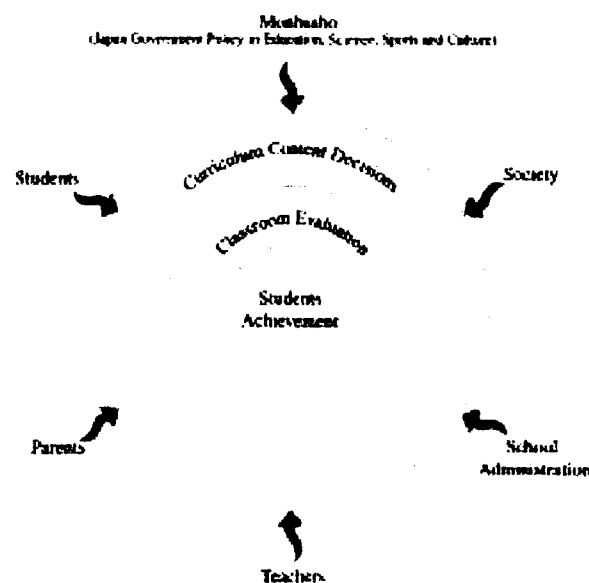 Monbusho
(Japan Government Policy in Education, Science, Sports and Culture)
Curriculum Content Decisions
Students
Society
Classroom Evaluation
Students
Achievement
Parents
School
Administration
Teachers